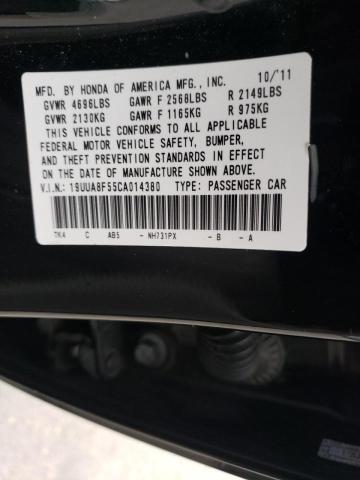 MFD. BY HONDA OF AMERICA MFG., INC. 10/11
GVWR 4696LBS GAWR F 2568LBS R 2149LBS
GVWR 2130KG GAWR F 1165KG R 975KG
THIS VEHICLE CONFORMS TO ALL APPLICABLE
FEDERAL MOTOR VEHICLE SAFETY, BUMPER,
AND THEFT PREVENTION STANDARDS IN EFFECT
ON THE DATE OF MANUFACTURE SHOWN ABOVE.
V.I.N.: 19UUA8F55CA014380 TYPE: PASSENGER CAR
TK4 C AB5 - NH731PX - B - A